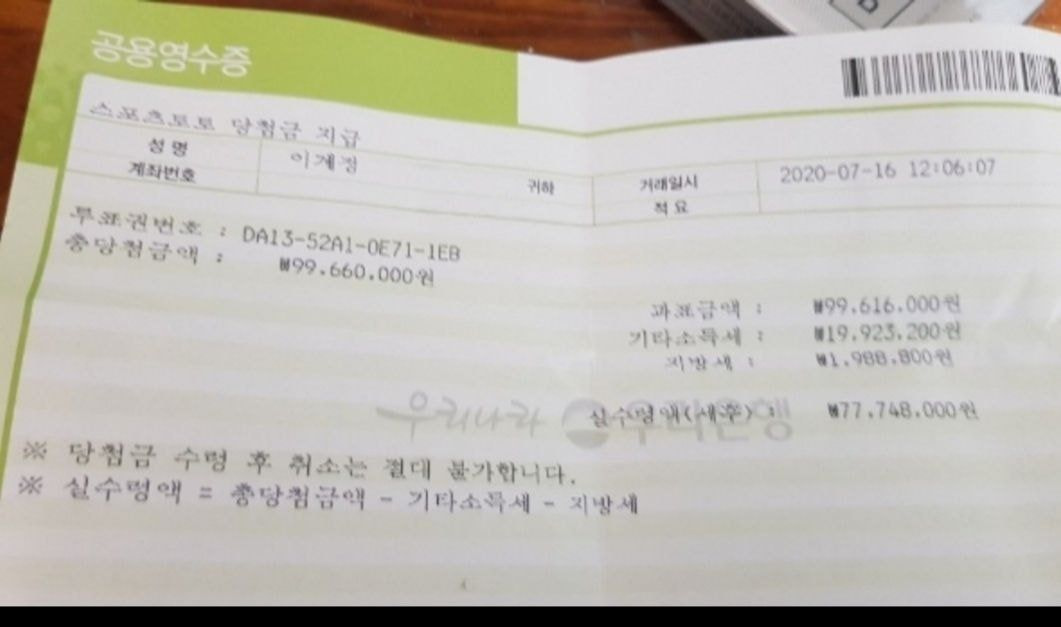 공용영수증
스포츠토토 당첨금 지급
성 명 이계정 귀하
계좌번호
거래일시 2020-07-16 12:06:07
적 요
투표권번호 : DA13-52A1-0E71-1EB
총당첨금액 : ₩99.660.000원
과표금액 : ₩99.616.000원
기타소득세 : ₩19.923.200원
지방세 : ₩1.988.800원
실수령액(세후) : ₩77.748.000원
우리나라 우리은행
※ 당첨금 수령 후 취소는 절대 불가합니다.
※ 실수령액 = 총당첨금액 - 기타소득세 - 지방세